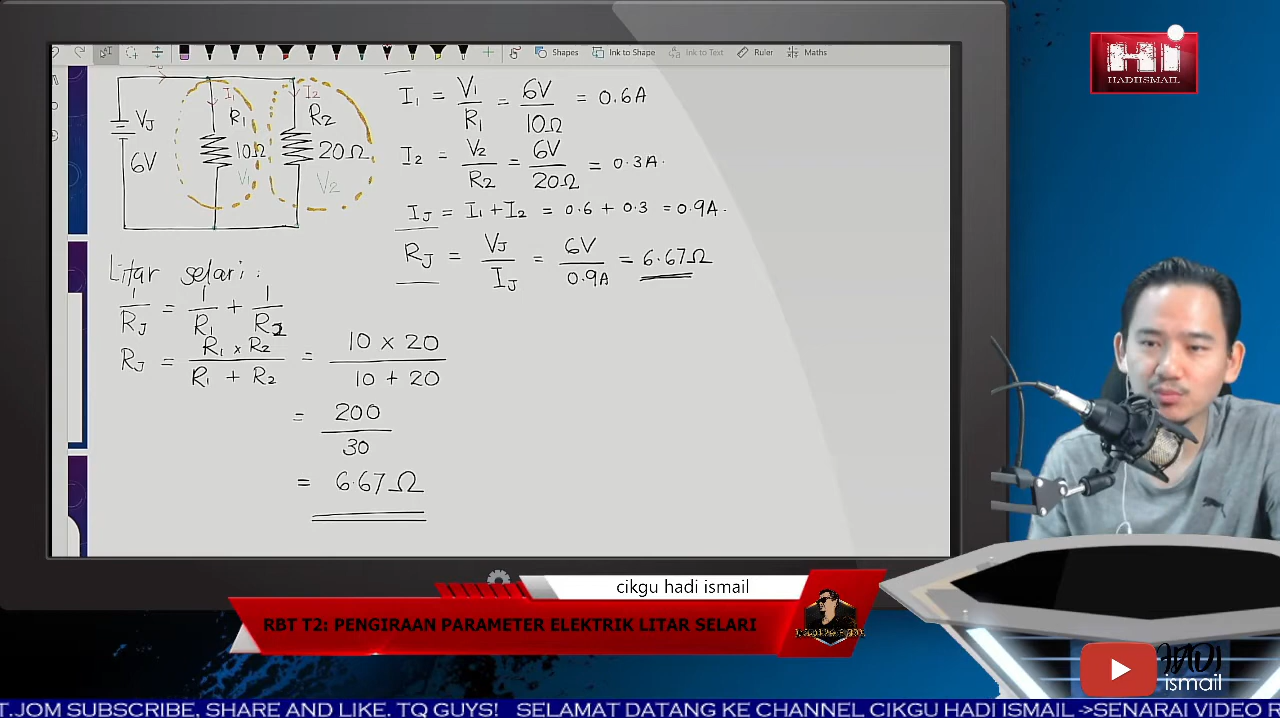 Shapes
Ink to Shape
Ink to Text
Ruler
Maths
Hi
HADIISMAIL
VJ
6V
I1
R1
10Ω
V1
I2
R2
20Ω
V2
I1 = V1/R1 = 6V/10Ω = 0.6A
I2 = V2/R2 = 6V/20Ω = 0.3A.
IJ = I1 + I2 = 0.6 + 0.3 = 0.9A.
RJ = VJ/IJ = 6V/0.9A = 6.67Ω
Litar selari:
1/RJ = 1/R1 + 1/R2
RJ = R1 x R2/R1 + R2 = 10 x 20/10 + 20
= 200/30
= 6.67Ω
cikgu hadi ismail
RBT T2: PENGIRAAN PARAMETER ELEKTRIK LITAR SELARI
HADI
ismail
T.JOM SUBSCRIBE, SHARE AND LIKE. TQ GUYS! SELAMAT DATANG KE CHANNEL CIKGU HADI ISMAIL ->SENARAI VIDEO R